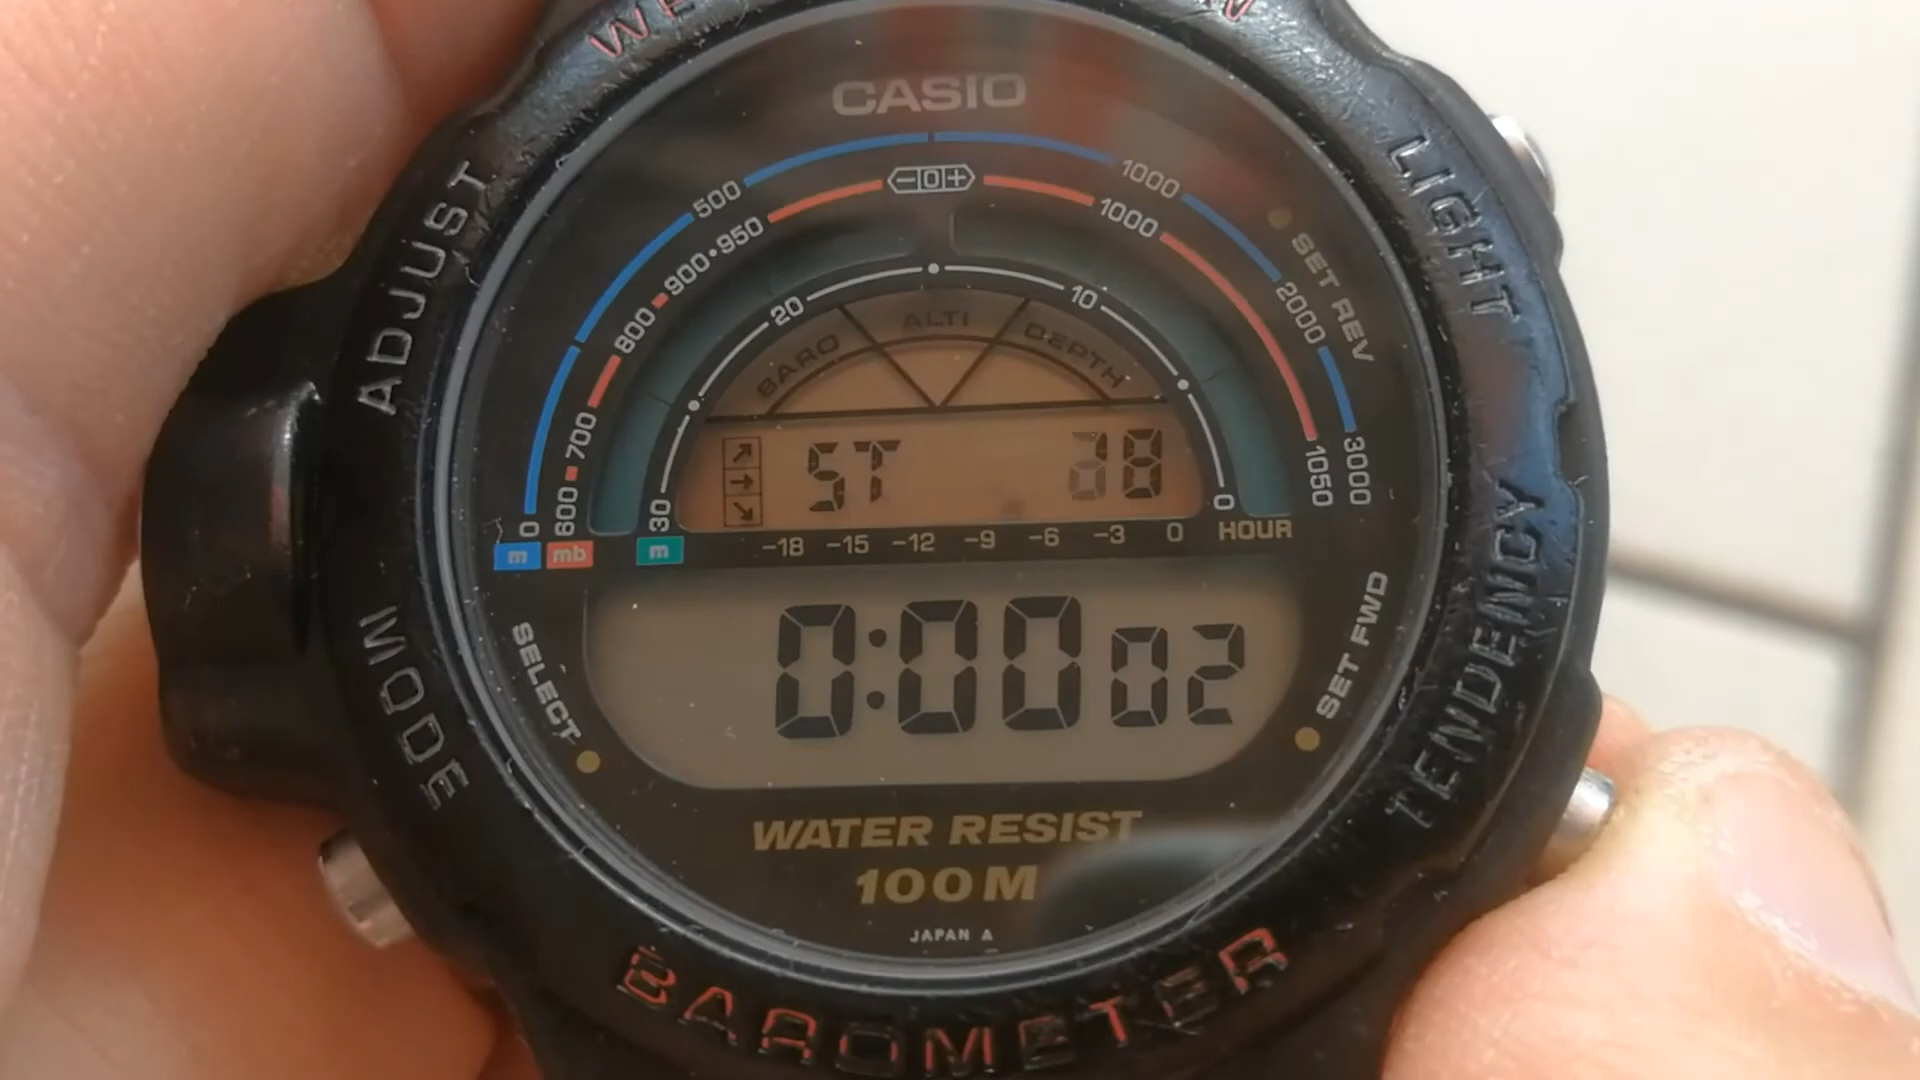 CASIO
ADJUST
LIGHT
500
1000
− 0 +
900•950
1000
800
2000
SET REV
20
10
BARO
ALTI
DEPTH
700
ST
0
600
30
0
1050
3000
m
mb
m
-18 -15 -12 -9 -6 -3 0 HOUR
MODE
SELECT
0:00 02
SET FWD
TENDENCY
WATER RESIST
100M
JAPAN A
BAROMETER